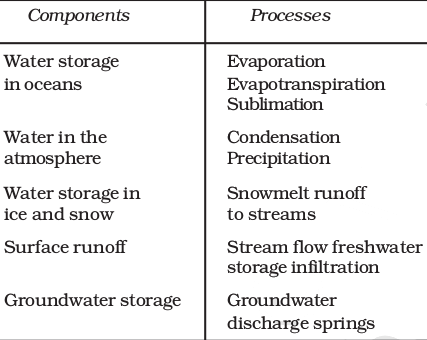 Components Processes
Water storage Evaporation
in oceans Evapotranspiration
Sublimation
Water in the Condensation
atmosphere Precipitation
Water storage in Snowmelt runoff
ice and snow to streams
Surface runoff Stream flow freshwater
storage infiltration
Groundwater storage Groundwater
discharge springs